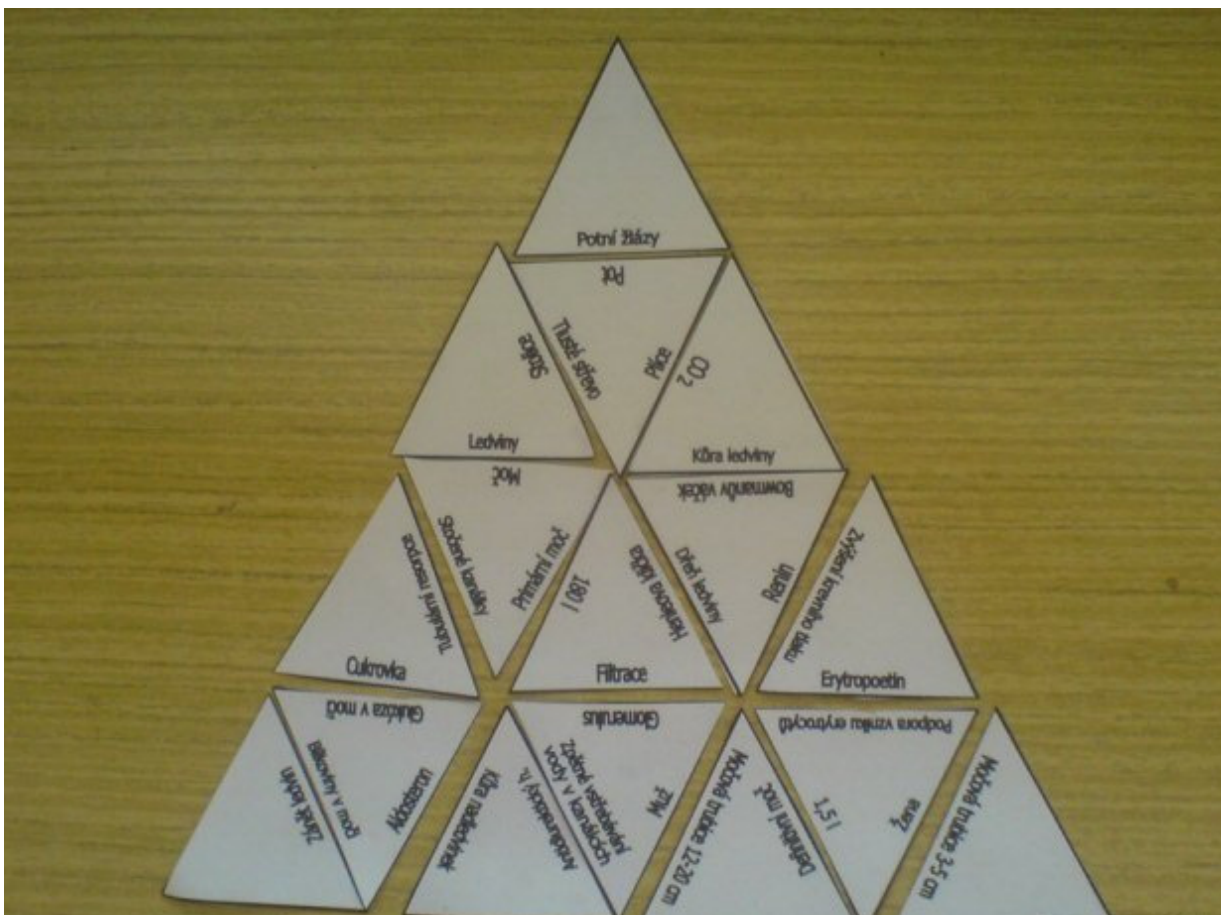 Potní žlázy
Pot
Stolice
Tlusté střevo
Plíce
CO 2
Ledviny
Kůra ledviny
Moč
Bowmanův váček
Tubulární resorpce
Stočené kanálky
Primární moč
180 l
Henleova klička
Dřeň ledviny
Renin
Zvýšení krevního tlaku
Cukrovka
Filtrace
Erytropoetin
Glukóza v moči
Glomerulus
Podpora vzniku erytrocytů
Zánět ledvin
Bílkoviny v moči
Aldosteron
Kůra nadledvinek
Antidiuretický h.
Zpětné vstřebávání
vody v kanálcích
Muž
Močová trubice 12-20 cm
Definitivní moč
1,5 l
Žena
Močová trubice 3-5 cm